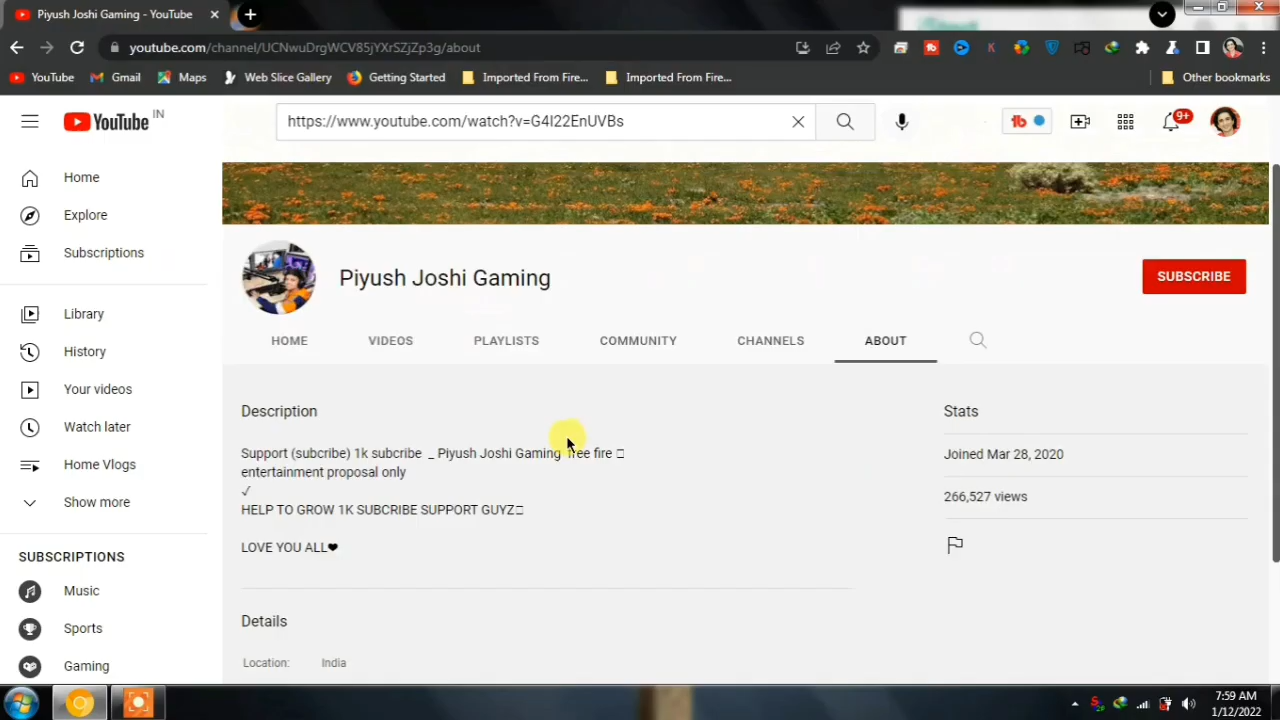 Piyush Joshi Gaming - YouTube
youtube.com/channel/UCNwuDrgWCV85jYXrSZjZp3g/about
YouTube Gmail Maps Web Slice Gallery Getting Started Imported From Fire... Imported From Fire... Other bookmarks
YouTube IN
https://www.youtube.com/watch?v=G4I22EnUVBs
9+
Home
Explore
Subscriptions
Library
History
Your videos
Watch later
Home Vlogs
Show more
SUBSCRIPTIONS
Music
Sports
Gaming
Piyush Joshi Gaming
SUBSCRIBE
HOME VIDEOS PLAYLISTS COMMUNITY CHANNELS ABOUT
Description
Support (subcribe) 1k subcribe _ Piyush Joshi Gaming free fire
entertainment proposal only
✓
HELP TO GROW 1K SUBCRIBE SUPPORT GUYZ
LOVE YOU ALL❤
Details
Location: India
Stats
Joined Mar 28, 2020
266,527 views
7:59 AM
1/12/2022